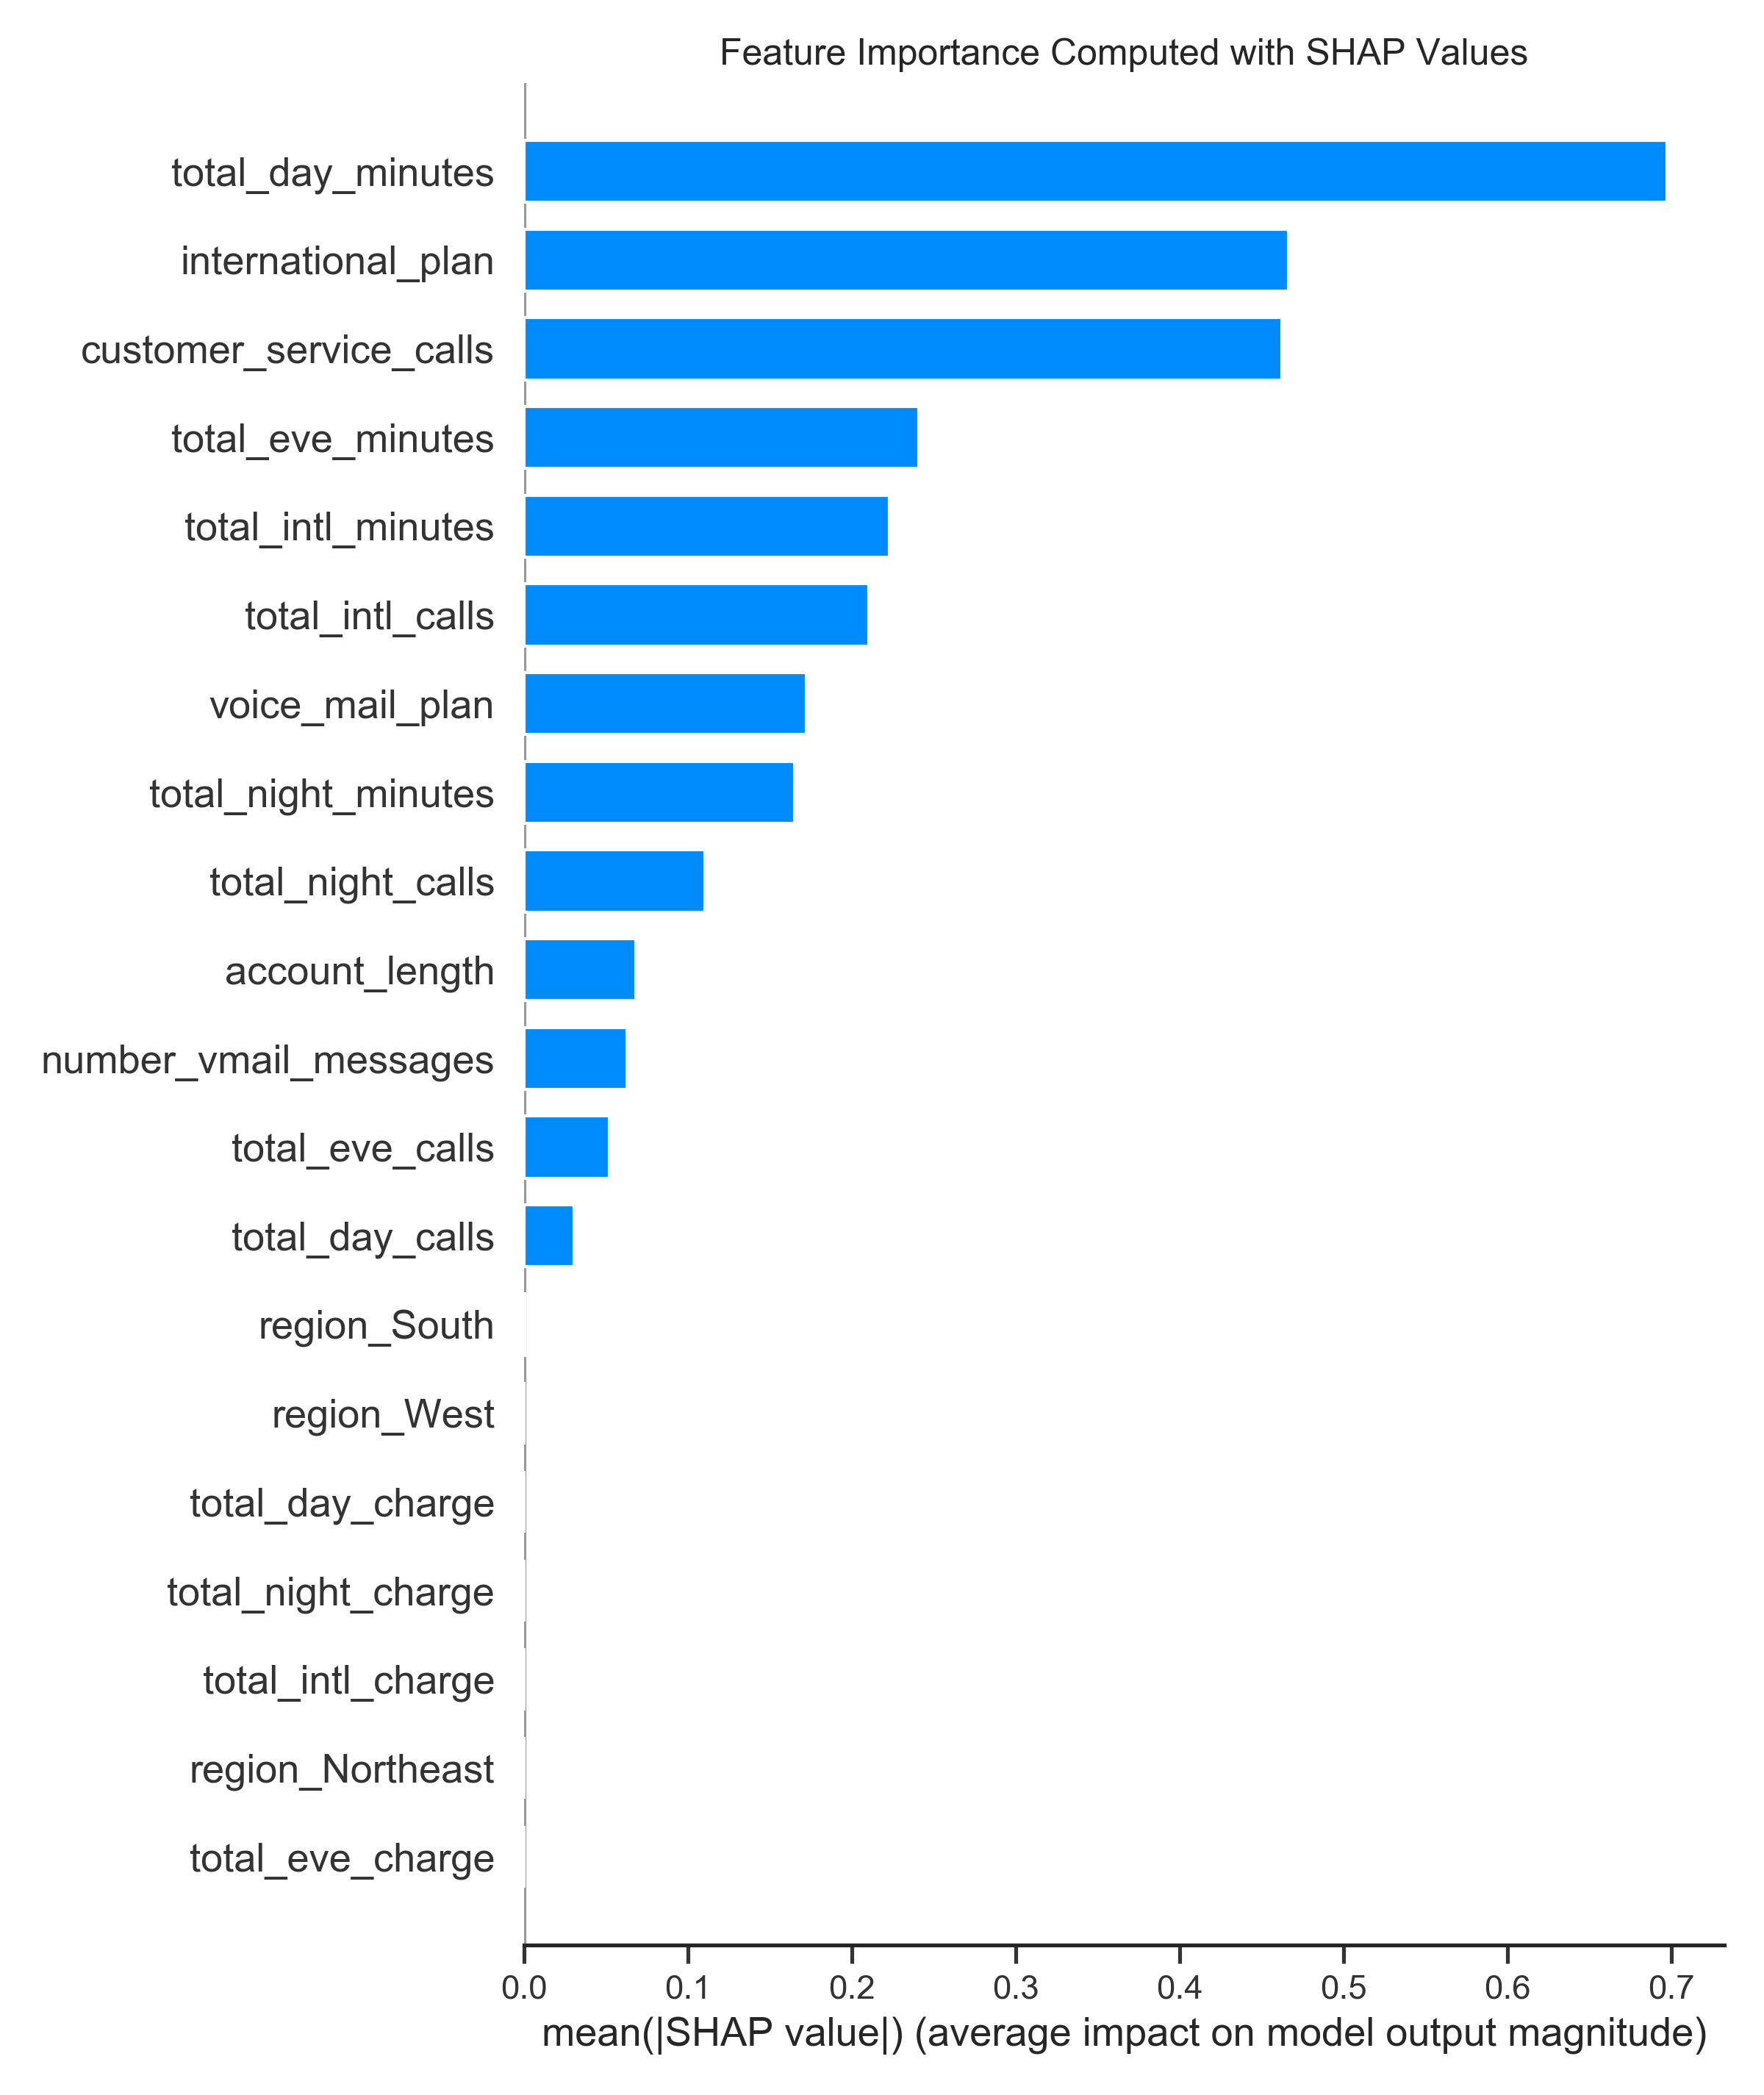 Feature Importance Computed with SHAP Values
total_day_minutes
international_plan
customer_service_calls
total_eve_minutes
total_intl_minutes
total_intl_calls
voice_mail_plan
total_night_minutes
total_night_calls
account_length
number_vmail_messages
total_eve_calls
total_day_calls
region_South
region_West
total_day_charge
total_night_charge
total_intl_charge
region_Northeast
total_eve_charge
0.0 0.1 0.2 0.3 0.4 0.5 0.6 0.7
mean(|SHAP value|) (average impact on model output magnitude)